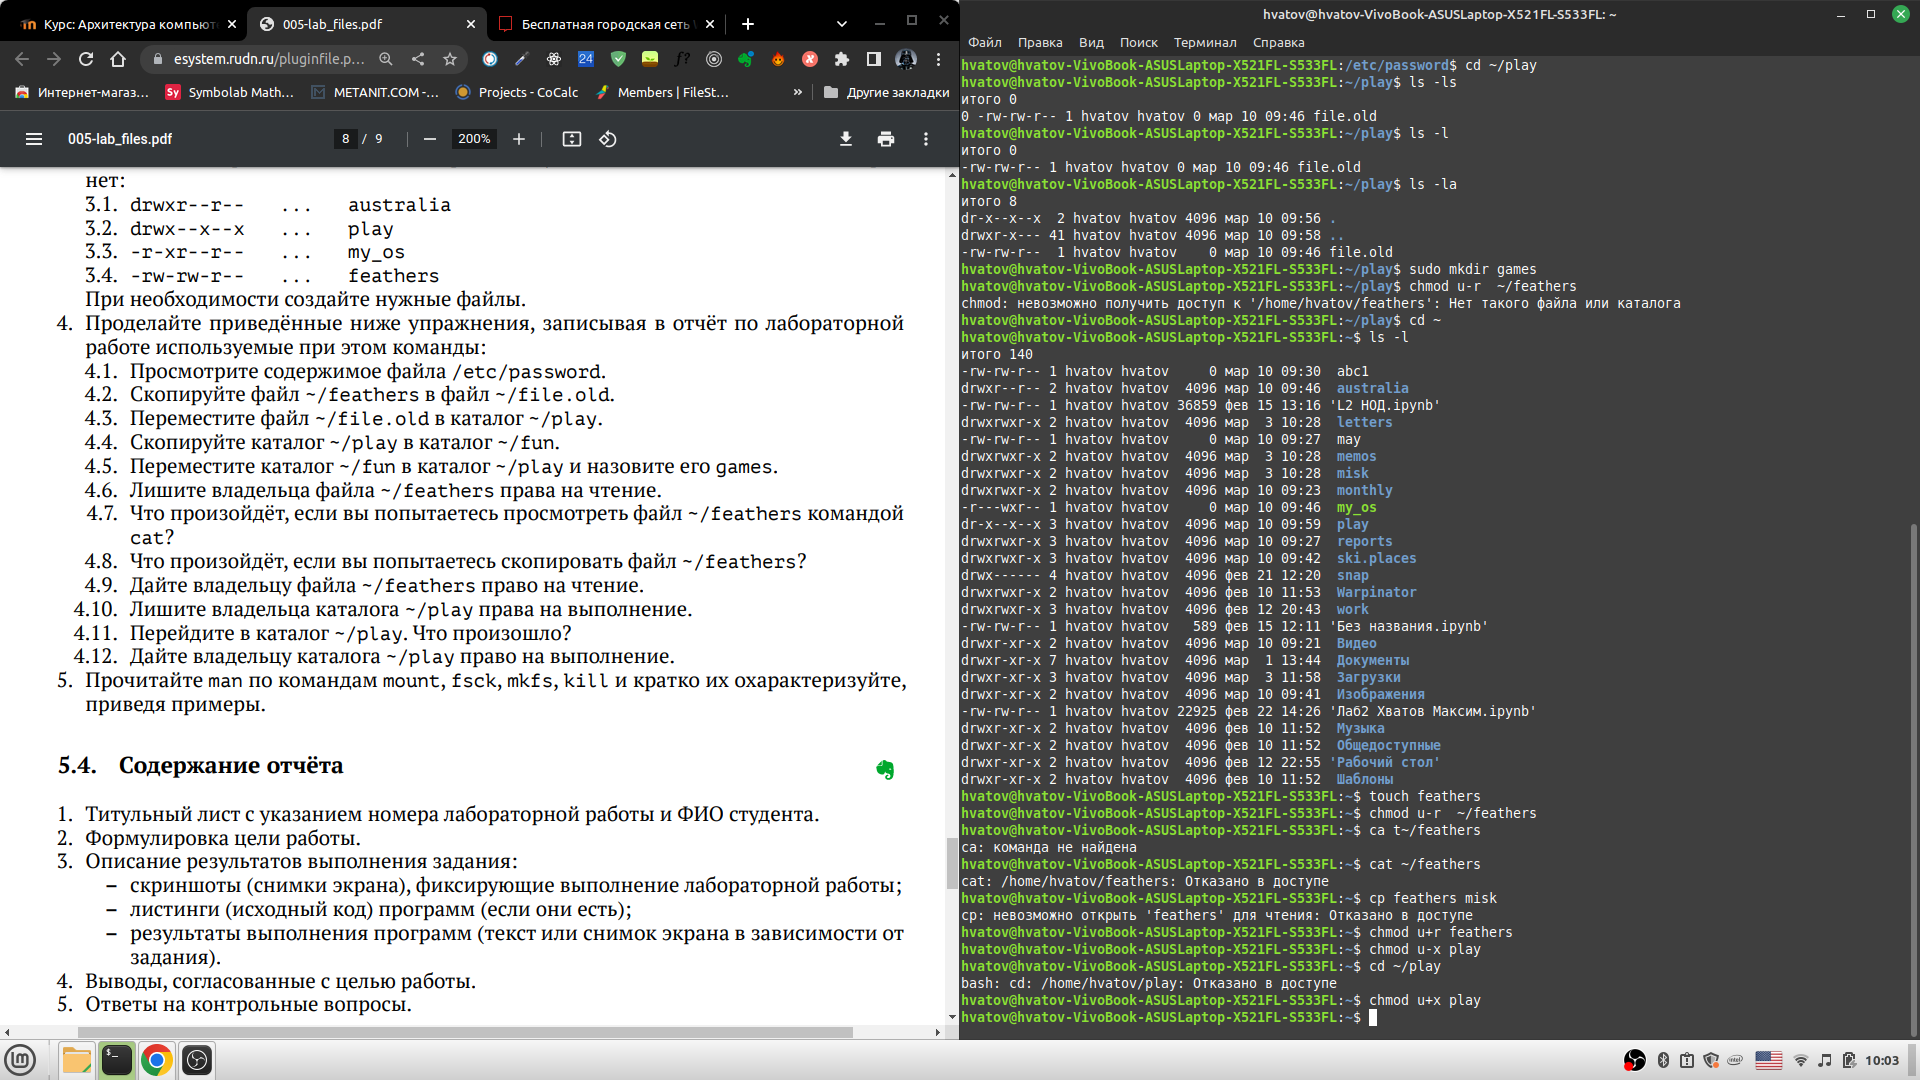 Курс: Архитектура компьюте
005-lab_files.pdf
Бесплатная городская сеть
esystem.rudn.ru/pluginfile.p...
Интернет-магаз...
Symbolab Math...
METANIT.COM -...
Projects - CoCalc
Members | FileSt...
»
Другие закладки
005-lab_files.pdf
8 / 9
200%
нет:
3.1. drwxr--r-- ... australia
3.2. drwx--x--x ... play
3.3. -r-xr--r-- ... my_os
3.4. -rw-rw-r-- ... feathers
При необходимости создайте нужные файлы.
4. Проделайте приведённые ниже упражнения, записывая в отчёт по лабораторной
работе используемые при этом команды:
4.1. Просмотрите содержимое файла /etc/password.
4.2. Скопируйте файл ~/feathers в файл ~/file.old.
4.3. Переместите файл ~/file.old в каталог ~/play.
4.4. Скопируйте каталог ~/play в каталог ~/fun.
4.5. Переместите каталог ~/fun в каталог ~/play и назовите его games.
4.6. Лишите владельца файла ~/feathers права на чтение.
4.7. Что произойдёт, если вы попытаетесь просмотреть файл ~/feathers командой
cat?
4.8. Что произойдёт, если вы попытаетесь скопировать файл ~/feathers?
4.9. Дайте владельцу файла ~/feathers право на чтение.
4.10. Лишите владельца каталога ~/play права на выполнение.
4.11. Перейдите в каталог ~/play. Что произошло?
4.12. Дайте владельцу каталога ~/play право на выполнение.
5. Прочитайте man по командам mount, fsck, mkfs, kill и кратко их охарактеризуйте,
приведя примеры.
5.4. Содержание отчёта
1. Титульный лист с указанием номера лабораторной работы и ФИО студента.
2. Формулировка цели работы.
3. Описание результатов выполнения задания:
– скриншоты (снимки экрана), фиксирующие выполнение лабораторной работы;
– листинги (исходный код) программ (если они есть);
– результаты выполнения программ (текст или снимок экрана в зависимости от
задания).
4. Выводы, согласованные с целью работы.
5. Ответы на контрольные вопросы.
hvatov@hvatov-VivoBook-ASUSLaptop-X521FL-S533FL: ~
Файл Правка Вид Поиск Терминал Справка
hvatov@hvatov-VivoBook-ASUSLaptop-X521FL-S533FL:/etc/password$ cd ~/play
hvatov@hvatov-VivoBook-ASUSLaptop-X521FL-S533FL:~/play$ ls -ls
итого 0
0 -rw-rw-r-- 1 hvatov hvatov 0 мар 10 09:46 file.old
hvatov@hvatov-VivoBook-ASUSLaptop-X521FL-S533FL:~/play$ ls -l
итого 0
-rw-rw-r-- 1 hvatov hvatov 0 мар 10 09:46 file.old
hvatov@hvatov-VivoBook-ASUSLaptop-X521FL-S533FL:~/play$ ls -la
итого 8
dr-x--x--x  2 hvatov hvatov 4096 мар 10 09:56 .
drwxr-x--- 41 hvatov hvatov 4096 мар 10 09:58 ..
-rw-rw-r--  1 hvatov hvatov    0 мар 10 09:46 file.old
hvatov@hvatov-VivoBook-ASUSLaptop-X521FL-S533FL:~/play$ sudo mkdir games
hvatov@hvatov-VivoBook-ASUSLaptop-X521FL-S533FL:~/play$ chmod u-r  ~/feathers
chmod: невозможно получить доступ к '/home/hvatov/feathers': Нет такого файла или каталога
hvatov@hvatov-VivoBook-ASUSLaptop-X521FL-S533FL:~/play$ cd ~
hvatov@hvatov-VivoBook-ASUSLaptop-X521FL-S533FL:~$ ls -l
итого 140
-rw-rw-r-- 1 hvatov hvatov     0 мар 10 09:30  abc1
drwxr--r-- 2 hvatov hvatov  4096 мар 10 09:46  australia
-rw-rw-r-- 1 hvatov hvatov 36859 фев 15 13:16 'L2 НОД.ipynb'
drwxrwxr-x 2 hvatov hvatov  4096 мар  3 10:28  letters
-rw-rw-r-- 1 hvatov hvatov     0 мар 10 09:27  may
drwxrwxr-x 2 hvatov hvatov  4096 мар  3 10:28  memos
drwxrwxr-x 2 hvatov hvatov  4096 мар  3 10:28  misk
drwxrwxr-x 2 hvatov hvatov  4096 мар 10 09:23  monthly
-r---wxr-- 1 hvatov hvatov     0 мар 10 09:46  my_os
dr-x--x--x 3 hvatov hvatov  4096 мар 10 09:59  play
drwxrwxr-x 3 hvatov hvatov  4096 мар 10 09:27  reports
drwxrwxr-x 3 hvatov hvatov  4096 мар 10 09:42  ski.places
drwx------ 4 hvatov hvatov  4096 фев 21 12:20  snap
drwxrwxr-x 2 hvatov hvatov  4096 фев 10 11:53  Warpinator
drwxrwxr-x 3 hvatov hvatov  4096 фев 12 20:43  work
-rw-rw-r-- 1 hvatov hvatov   589 фев 15 12:11 'Без названия.ipynb'
drwxr-xr-x 2 hvatov hvatov  4096 мар 10 09:21  Видео
drwxr-xr-x 7 hvatov hvatov  4096 мар  1 13:44  Документы
drwxr-xr-x 3 hvatov hvatov  4096 мар  3 11:58  Загрузки
drwxr-xr-x 2 hvatov hvatov  4096 мар 10 09:41  Изображения
-rw-rw-r-- 1 hvatov hvatov 22925 фев 22 14:26 'Лаб2 Хватов Максим.ipynb'
drwxr-xr-x 2 hvatov hvatov  4096 фев 10 11:52  Музыка
drwxr-xr-x 2 hvatov hvatov  4096 фев 10 11:52  Общедоступные
drwxr-xr-x 2 hvatov hvatov  4096 фев 12 22:55 'Рабочий стол'
drwxr-xr-x 2 hvatov hvatov  4096 фев 10 11:52  Шаблоны
hvatov@hvatov-VivoBook-ASUSLaptop-X521FL-S533FL:~$ touch feathers
hvatov@hvatov-VivoBook-ASUSLaptop-X521FL-S533FL:~$ chmod u-r  ~/feathers
hvatov@hvatov-VivoBook-ASUSLaptop-X521FL-S533FL:~$ ca t~/feathers
ca: команда не найдена
hvatov@hvatov-VivoBook-ASUSLaptop-X521FL-S533FL:~$ cat ~/feathers
cat: /home/hvatov/feathers: Отказано в доступе
hvatov@hvatov-VivoBook-ASUSLaptop-X521FL-S533FL:~$ cp feathers misk
cp: невозможно открыть 'feathers' для чтения: Отказано в доступе
hvatov@hvatov-VivoBook-ASUSLaptop-X521FL-S533FL:~$ chmod u+r feathers
hvatov@hvatov-VivoBook-ASUSLaptop-X521FL-S533FL:~$ chmod u-x play
hvatov@hvatov-VivoBook-ASUSLaptop-X521FL-S533FL:~$ cd ~/play
bash: cd: /home/hvatov/play: Отказано в доступе
hvatov@hvatov-VivoBook-ASUSLaptop-X521FL-S533FL:~$ chmod u+x play
hvatov@hvatov-VivoBook-ASUSLaptop-X521FL-S533FL:~$
10:03